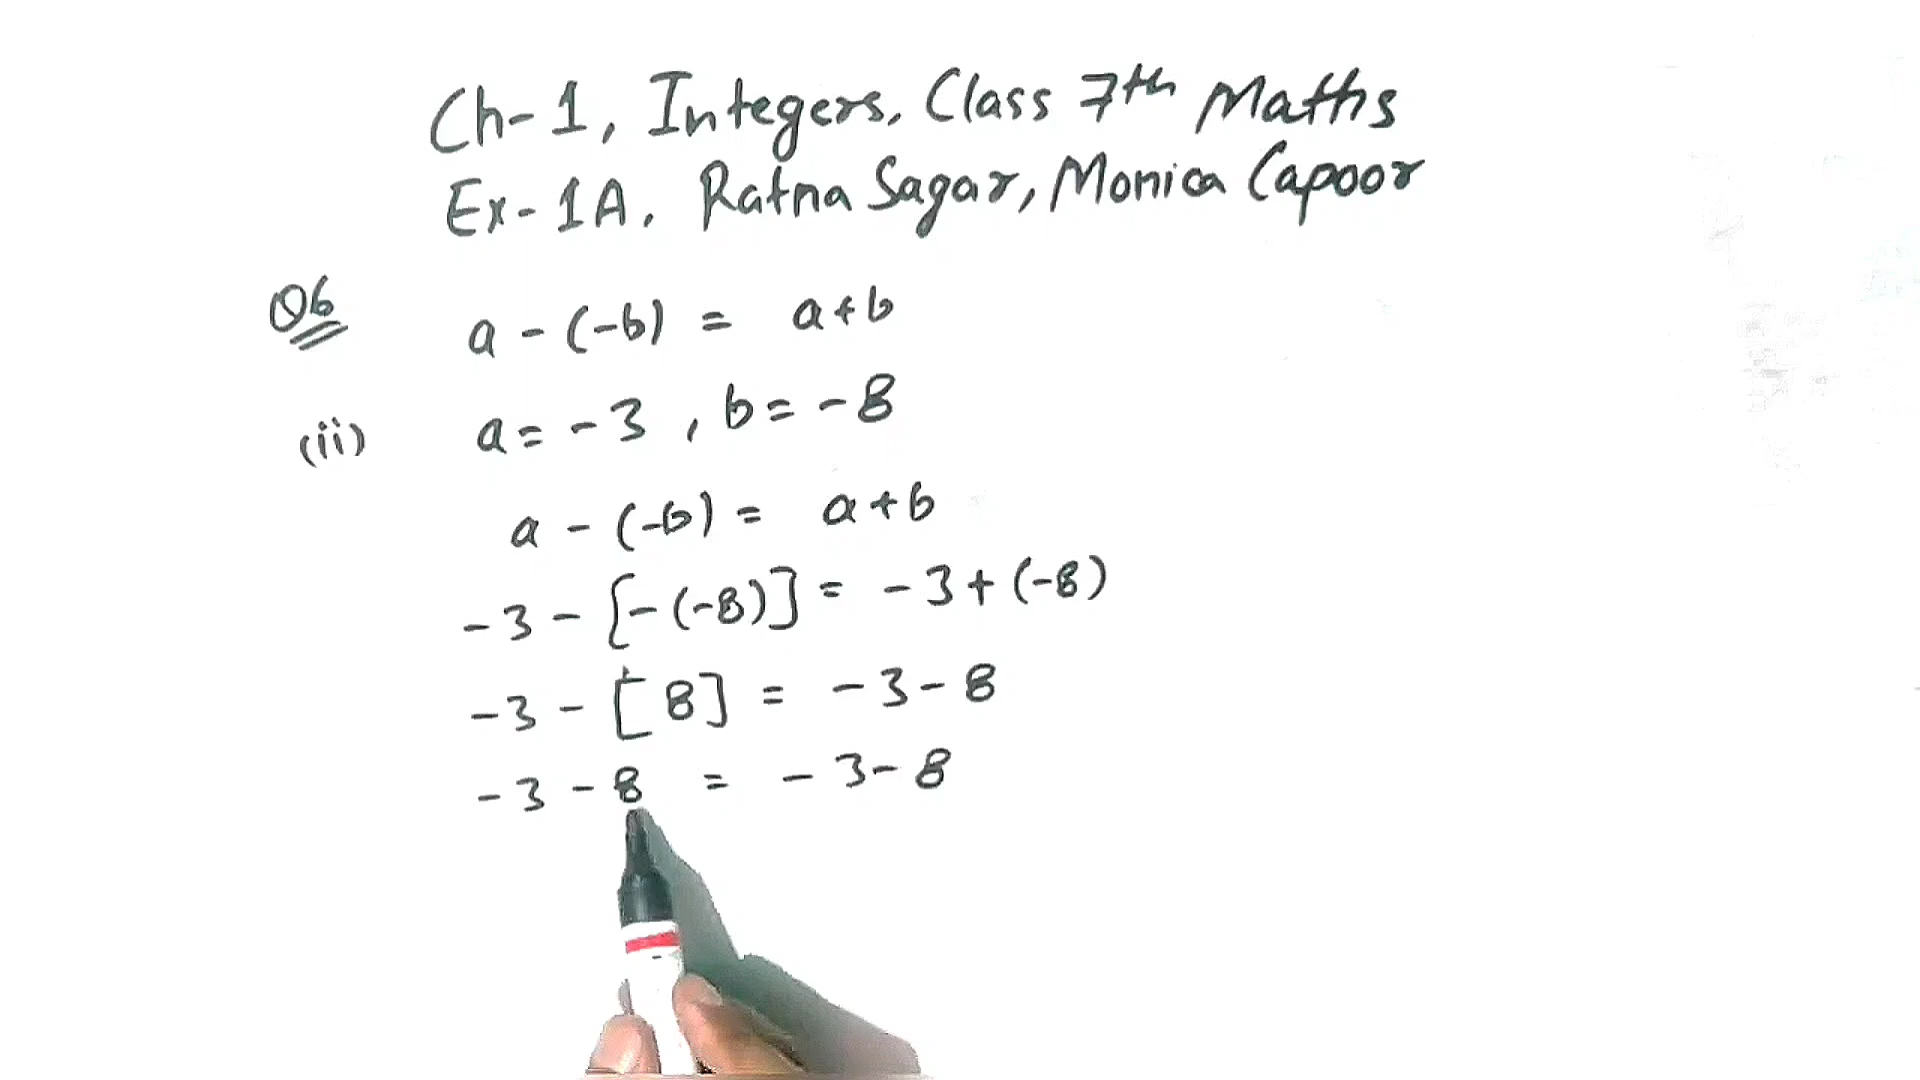 Ch-1, Integers, Class 7th Maths
Ex-1A, Ratna Sagar, Monica Capoor
Q6 a - (-b) = a+b
(ii) a = -3, b = -8
a - (-b) = a+b
-3 - [-(-8)] = -3+(-8)
-3 - [8] = -3-8
-3 - 8 = -3-8